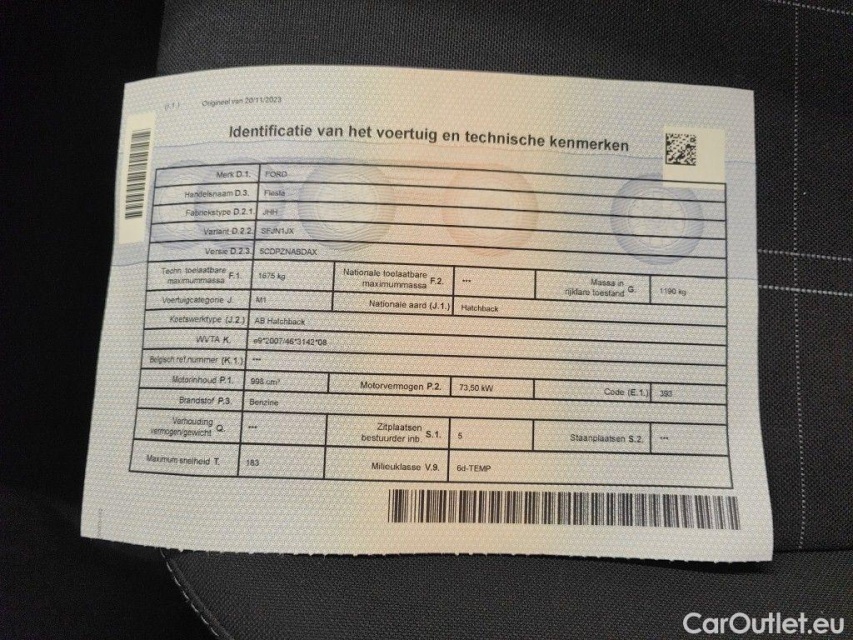 (I.1.) Origineel van 20/11/2023
Identificatie van het voertuig en technische kenmerken
Merk D.1. FORD
Handelsnaam D.3. Fiesta
Fabriekstype D.2.1. JHH
Variant D.2.2. SFJN1JX
Versie D.2.3. 5CDPZNABDAX
Techn. toelaatbare maximummassa F.1. 1675 kg Nationale toelaatbare maximummassa F.2. --- Massa in rijklare toestand G. 1190 kg
Voertuigcategorie J. M1 Nationale aard (J.1.) Hatchback
Koetswerktype (J.2.) AB Hatchback
WVTA K. e9*2007/46*3142*08
Belgisch ref.nummer (K.1.) ---
Motorinhoud P.1. 998 cm³ Motorvermogen P.2. 73,50 kW Code (E.1.) 393
Brandstof P.3. Benzine
Verhouding vermogen/gewicht Q. --- Zitplaatsen bestuurder inb. S.1. 5 Staanplaatsen S.2. ---
Maximum snelheid T. 183 Milieuklasse V.9. 6d-TEMP
CarOutlet.eu